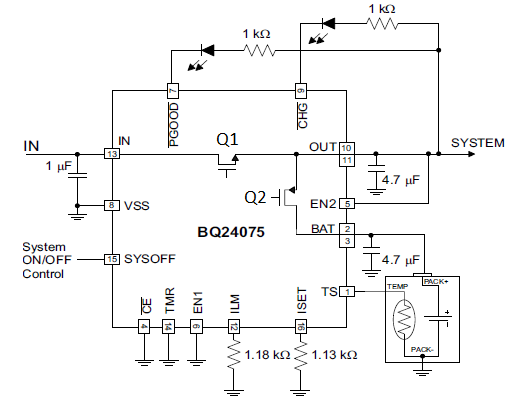 1 kΩ
1 kΩ
7
9
PGOOD
CHG
IN
IN
13
Q1
OUT
10
11
SYSTEM
1 µF
4.7 µF
Q2
EN2
5
8
VSS
BQ24075
BAT
2
3
System
ON/OFF
Control
15
SYSOFF
4.7 µF
TS
1
TEMP
PACK+
+
CE
TMR
EN1
ILM
ISET
4
14
6
12
16
1.18 kΩ
1.13 kΩ
PACK-